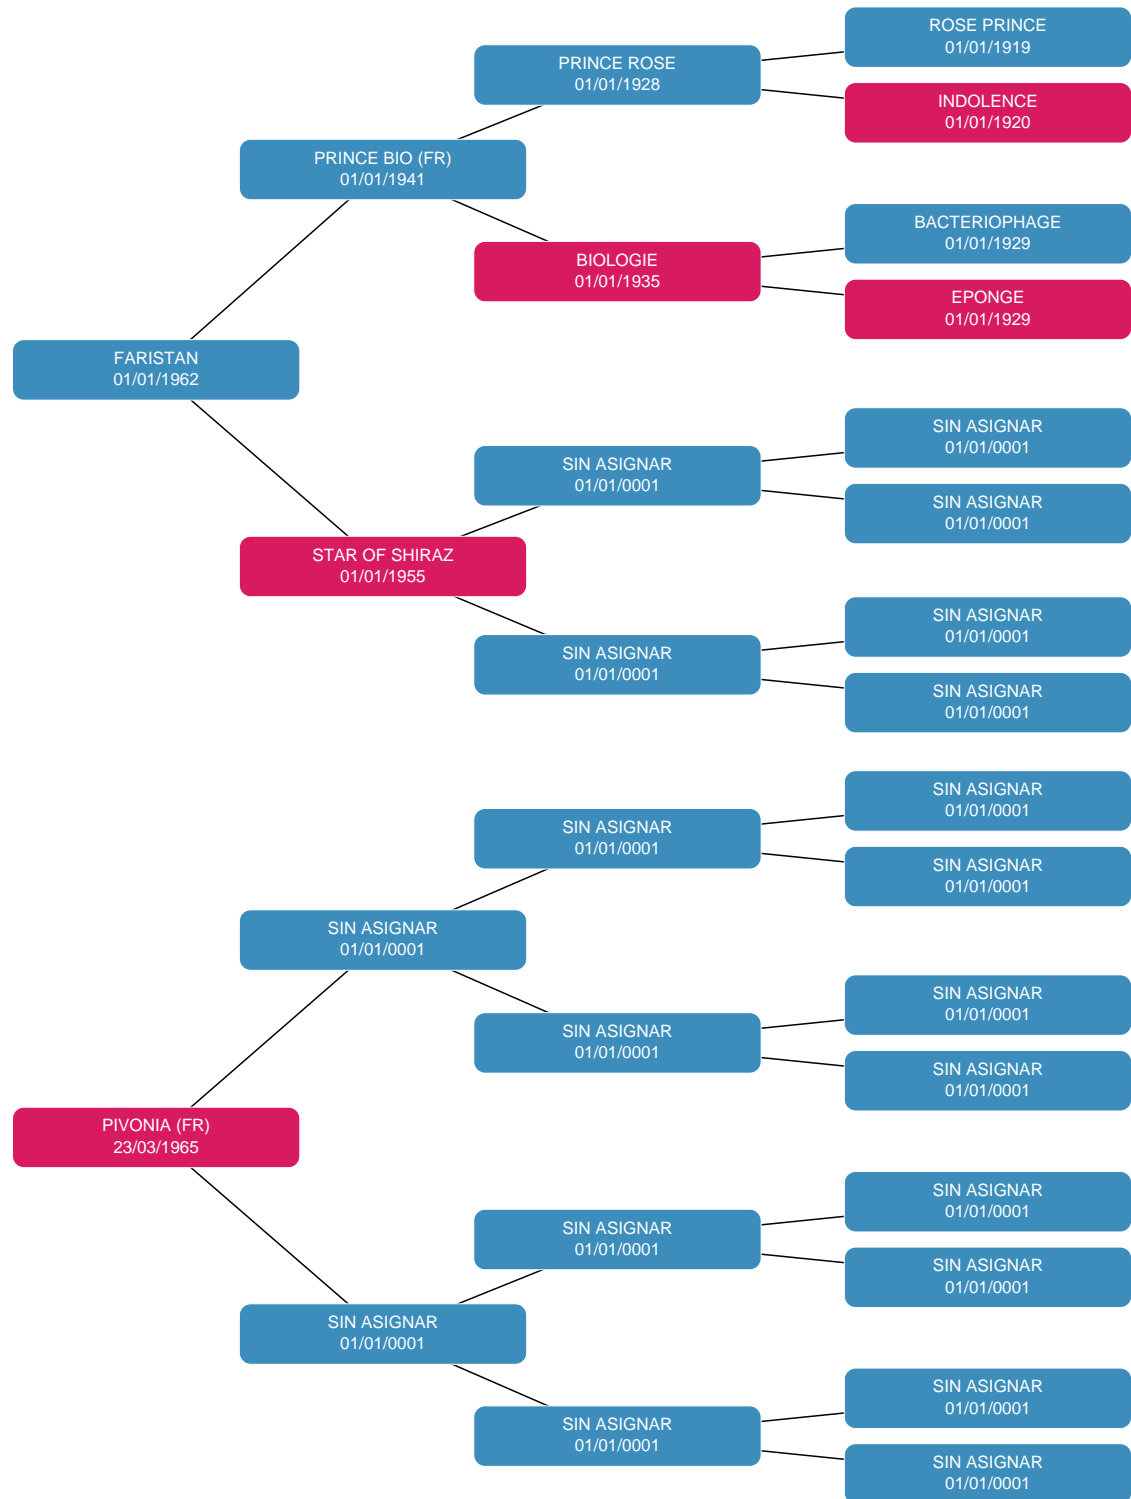 ROSE PRINCE
01/01/1919
PRINCE ROSE
01/01/1928
INDOLENCE
01/01/1920
PRINCE BIO (FR)
01/01/1941
BACTERIOPHAGE
01/01/1929
BIOLOGIE
01/01/1935
EPONGE
01/01/1929
FARISTAN
01/01/1962
SIN ASIGNAR
01/01/0001
SIN ASIGNAR
01/01/0001
SIN ASIGNAR
01/01/0001
STAR OF SHIRAZ
01/01/1955
SIN ASIGNAR
01/01/0001
SIN ASIGNAR
01/01/0001
SIN ASIGNAR
01/01/0001
SIN ASIGNAR
01/01/0001
SIN ASIGNAR
01/01/0001
SIN ASIGNAR
01/01/0001
SIN ASIGNAR
01/01/0001
SIN ASIGNAR
01/01/0001
SIN ASIGNAR
01/01/0001
SIN ASIGNAR
01/01/0001
PIVONIA (FR)
23/03/1965
SIN ASIGNAR
01/01/0001
SIN ASIGNAR
01/01/0001
SIN ASIGNAR
01/01/0001
SIN ASIGNAR
01/01/0001
SIN ASIGNAR
01/01/0001
SIN ASIGNAR
01/01/0001
SIN ASIGNAR
01/01/0001